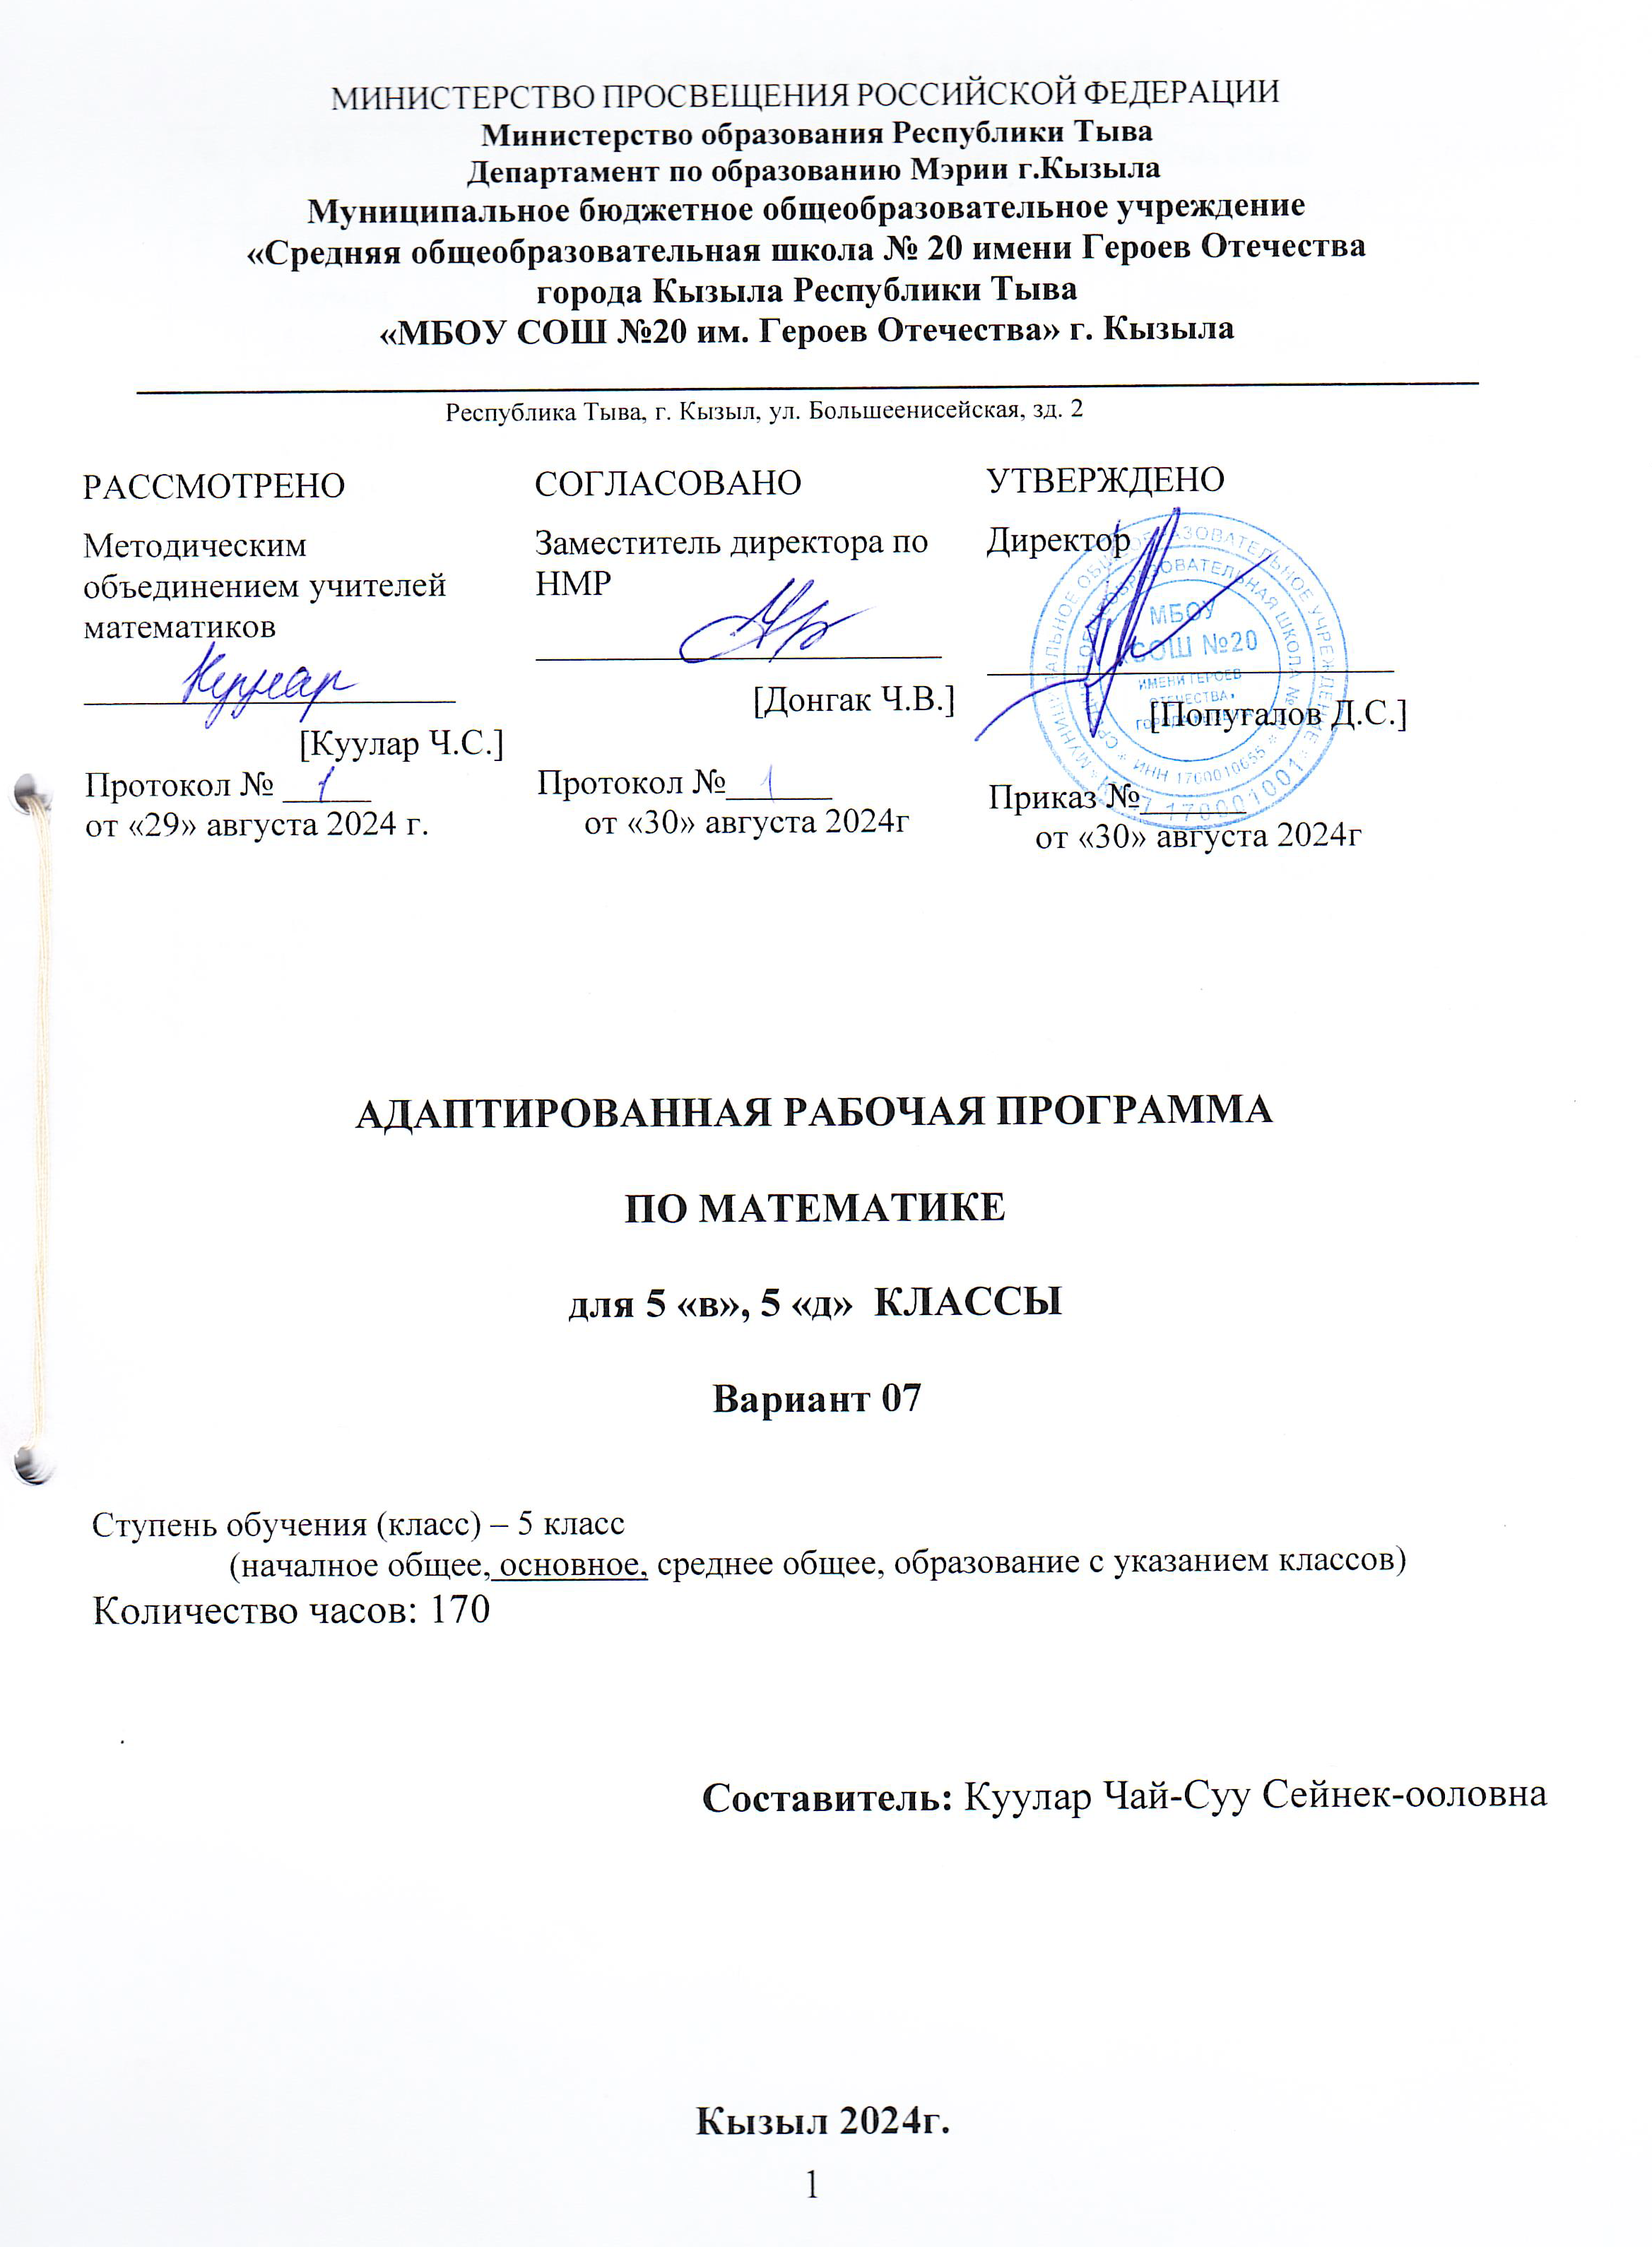 МИНИСТЕРСТВО ПРОСВЕЩЕНИЯ РОССИЙСКОЙ ФЕДЕРАЦИИ
Министерство образования Республики Тыва
Департамент по образованию Мэрии г.Кызыла
Муниципальное бюджетное общеобразовательное учреждение
«Средняя общеобразовательная школа № 20 имени Героев Отечества
города Кызыла Республики Тыва
«МБОУ СОШ №20 им. Героев Отечества» г. Кызыла
Республика Тыва, г. Кызыл, ул. Большеенисейская, зд. 2
РАССМОТРЕНО
Методическим
объединением учителей
математиков
Куулар
[Куулар Ч.С.]
Протокол № 1
от «29» августа 2024 г.
СОГЛАСОВАНО
Заместитель директора по
НМР
[Донгак Ч.В.]
Протокол № 1
от «30» августа 2024г
УТВЕРЖДЕНО
Директор
[Попугалов Д.С.]
Приказ №
от «30» августа 2024г
МБОУ
СОШ №20
ИМЕНИ ГЕРОЕВ
ОТЕЧЕСТВА
АДАПТИРОВАННАЯ РАБОЧАЯ ПРОГРАММА
ПО МАТЕМАТИКЕ
для 5 «в», 5 «д» КЛАССЫ
Вариант 07
Ступень обучения (класс) – 5 класс
(началное общее, основное, среднее общее, образование с указанием классов)
Количество часов: 170
Составитель: Куулар Чай-Суу Сейнек-ооловна
Кызыл 2024г.
1